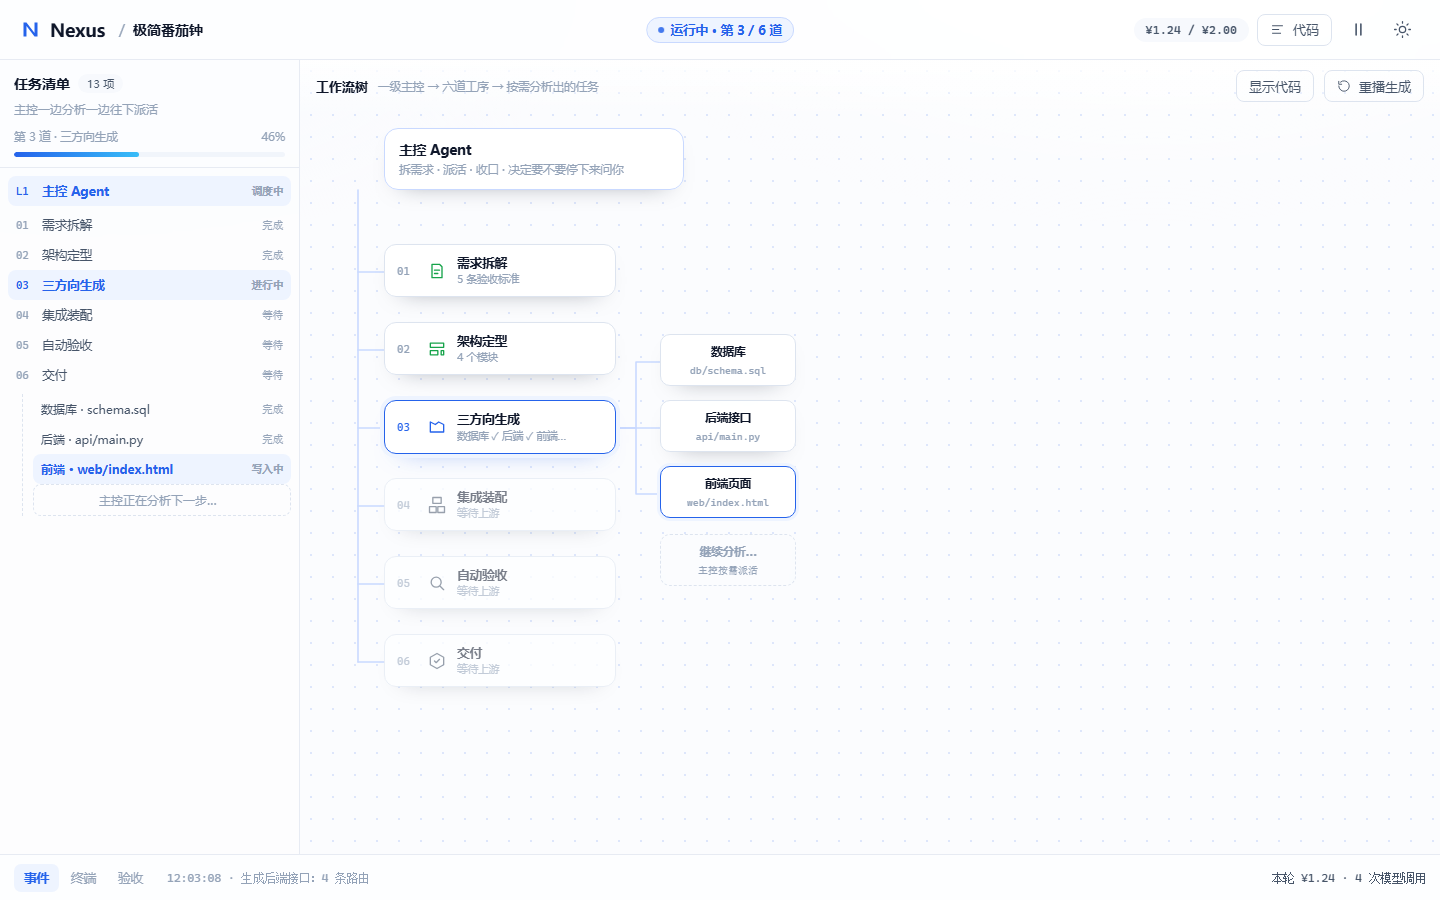 Nexus / 极简番茄钟
运行中 • 第 3 / 6 道
¥1.24 / ¥2.00
代码
任务清单 13 项
主控一边分析一边往下派活
第 3 道 · 三方向生成 46%
L1 主控 Agent 调度中
01 需求拆解 完成
02 架构定型 完成
03 三方向生成 进行中
04 集成装配 等待
05 自动验收 等待
06 交付 等待
数据库 · schema.sql 完成
后端 · api/main.py 完成
前端 • web/index.html 写入中
主控正在分析下一步...
工作流树 一级主控 → 六道工序 → 按需分析出的任务
显示代码
重播生成
主控 Agent
拆需求 · 派活 · 收口 · 决定要不要停下来问你
01 需求拆解
5 条验收标准
02 架构定型
4 个模块
03 三方向生成
数据库 ✓ 后端 ✓ 前端...
04 集成装配
等待上游
05 自动验收
等待上游
06 交付
等待上游
数据库
db/schema.sql
后端接口
api/main.py
前端页面
web/index.html
继续分析...
主控按需派活
事件 终端 验收 12:03:08 · 生成后端接口: 4 条路由
本轮 ¥1.24 · 4 次模型调用